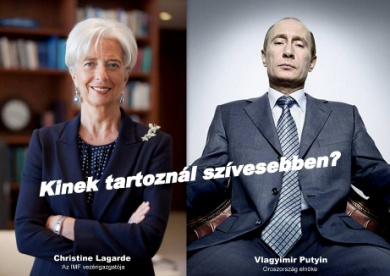 Kinek tartoznál szívesebben?
Christine Lagarde
Az IMF vezérigazgatója
Vlagyimir Putyin
Oroszország elnöke